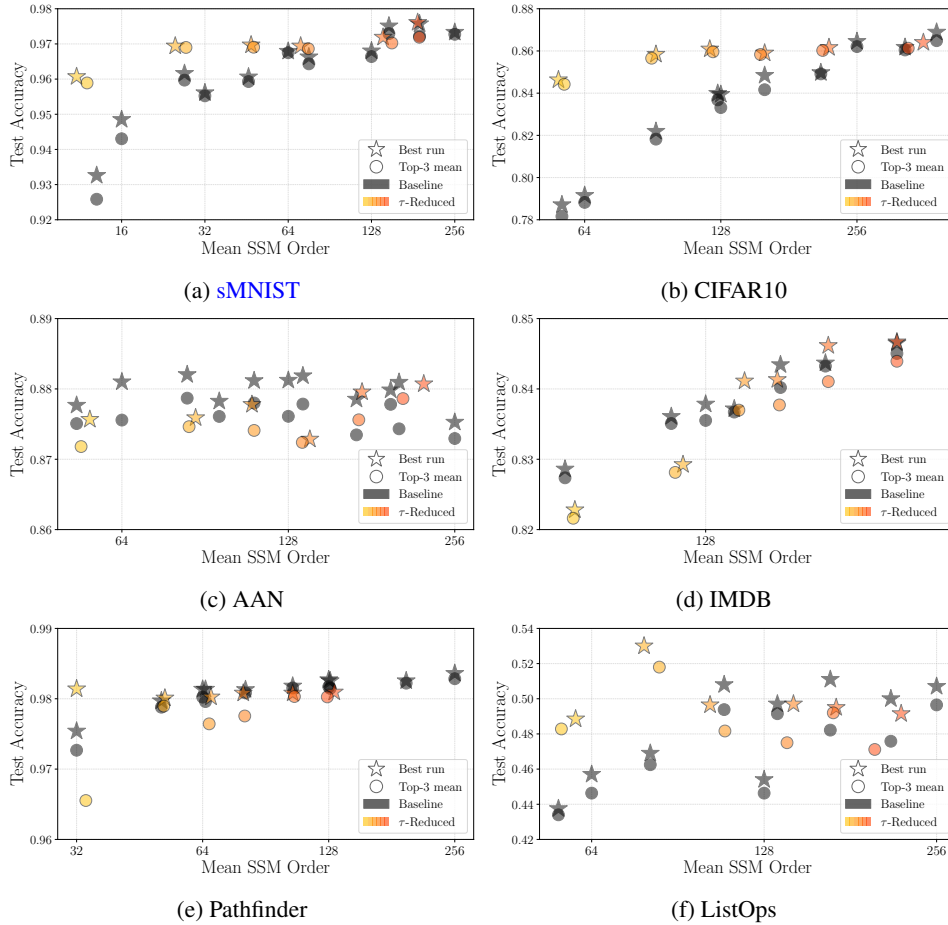 0.98
0.97
0.96
0.95
0.94
0.93
0.92
Test Accuracy
16 32 64 128 256
Mean SSM Order
Best run
Top-3 mean
Baseline
τ-Reduced
(a) sMNIST
0.88
0.86
0.84
0.82
0.80
0.78
Test Accuracy
64 128 256
Mean SSM Order
Best run
Top-3 mean
Baseline
τ-Reduced
(b) CIFAR10
0.89
0.88
0.87
0.86
Test Accuracy
64 128 256
Mean SSM Order
Best run
Top-3 mean
Baseline
τ-Reduced
(c) AAN
0.85
0.84
0.83
0.82
Test Accuracy
128
Mean SSM Order
Best run
Top-3 mean
Baseline
τ-Reduced
(d) IMDB
0.99
0.98
0.97
0.96
Test Accuracy
32 64 128 256
Mean SSM Order
Best run
Top-3 mean
Baseline
τ-Reduced
(e) Pathfinder
0.54
0.52
0.50
0.48
0.46
0.44
0.42
Test Accuracy
64 128 256
Mean SSM Order
Best run
Top-3 mean
Baseline
τ-Reduced
(f) ListOps